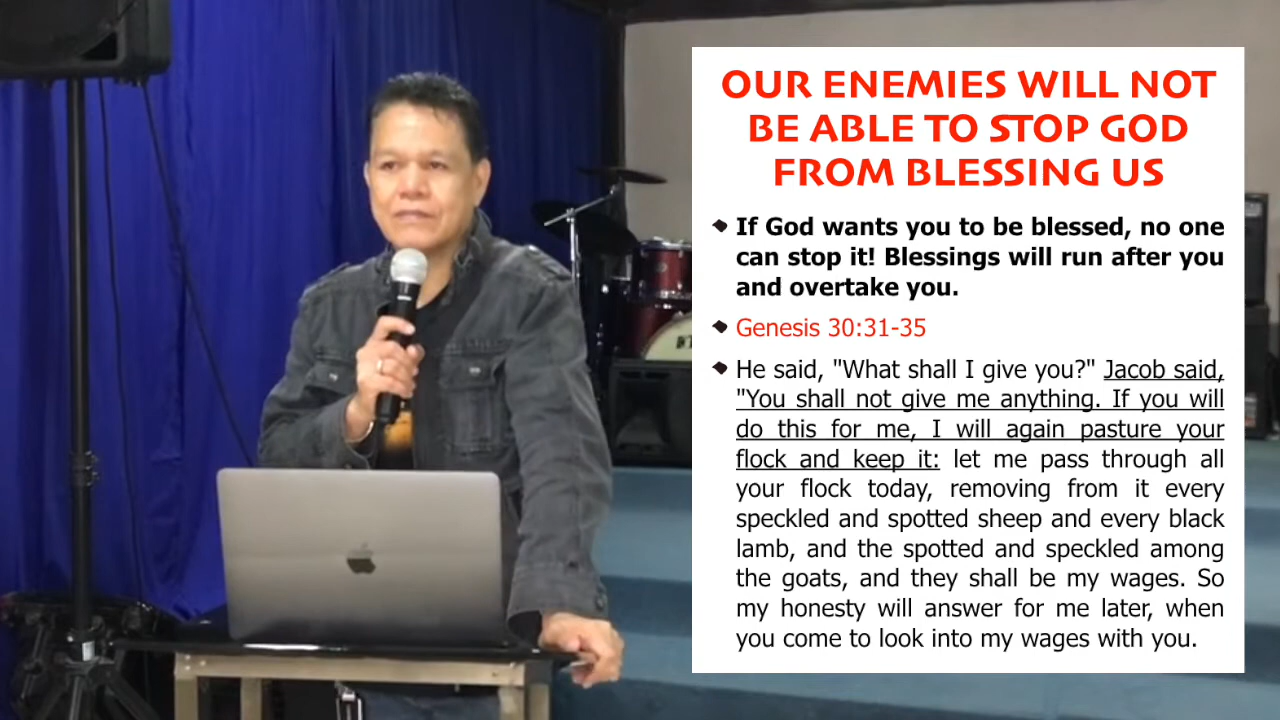 OUR ENEMIES WILL NOT
BE ABLE TO STOP GOD
FROM BLESSING US
If God wants you to be blessed, no one
can stop it! Blessings will run after you
and overtake you.
Genesis 30:31-35
He said, "What shall I give you?" Jacob said,
"You shall not give me anything. If you will
do this for me, I will again pasture your
flock and keep it: let me pass through all
your flock today, removing from it every
speckled and spotted sheep and every black
lamb, and the spotted and speckled among
the goats, and they shall be my wages. So
my honesty will answer for me later, when
you come to look into my wages with you.